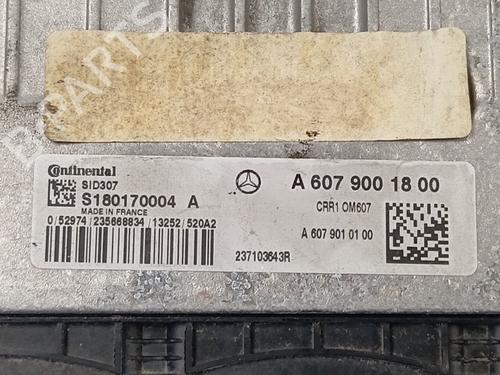 B-PARTS
Continental
SID307
S180170004 A
MADE IN FRANCE
0/52974/235668834/13252/520A2
A 607 900 18 00
CRR1 OM607
A 607 901 01 00
237103643R